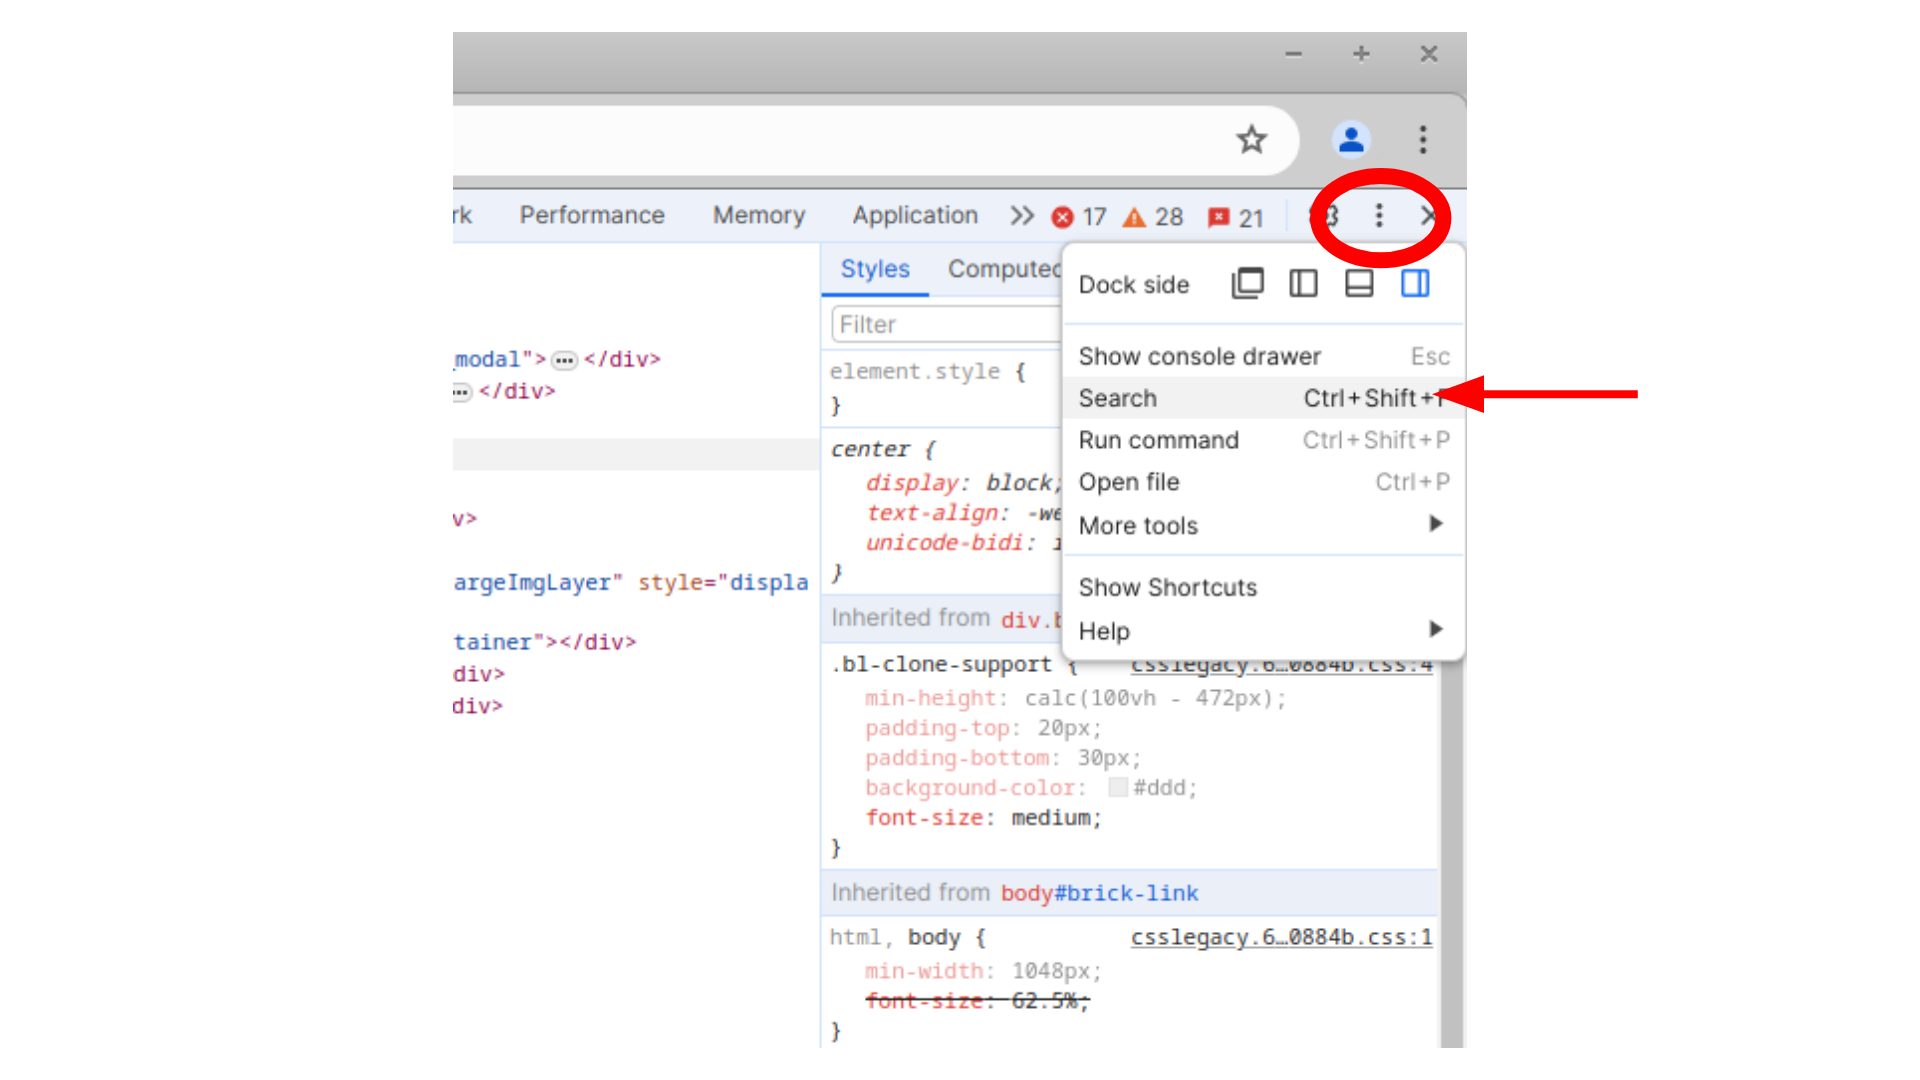 rk Performance Memory Application 17 28 21
Styles Computed
Filter
Dock side
Show console drawer Esc
Search Ctrl+Shift+F
Run command Ctrl+Shift+P
Open file Ctrl+P
More tools
Show Shortcuts
Help
_modal">…</div>
…</div>
v>
argeImgLayer" style="displa
tainer"></div>
div>
div>
element.style {
}
center {
display: block;
text-align: -we
unicode-bidi: i
}
Inherited from div.b
.bl-clone-support { csslegacy.6…0884b.css:4
min-height: calc(100vh - 472px);
padding-top: 20px;
padding-bottom: 30px;
background-color: #ddd;
font-size: medium;
}
Inherited from body#brick-link
html, body { csslegacy.6…0884b.css:1
min-width: 1048px;
font-size: 62.5%;
}